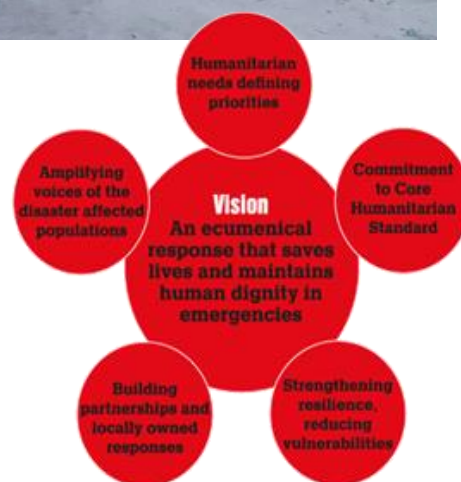 Humanitarian
needs defining
priorities
Amplifying
voices of the
disaster affected
populations
Commitment
to Core
Humanitarian
Standard
Vision
An ecumenical
response that saves
lives and maintains
human dignity in
emergencies
Building
partnerships and
locally owned
responses
Strengthening
resilience,
reducing
vulnerabilities